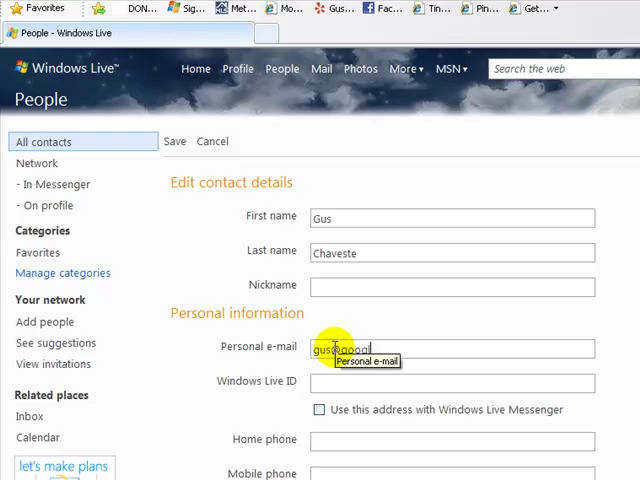 Favorites DON... Sig... MLS Mo... Gus... Fac... Tin... Pin... Get...
People - Windows Live
Windows Live™ Home Profile People Mail Photos More MSN Search the web
People
All contacts
Save Cancel
Network
- In Messenger
- On profile
Categories
Favorites
Manage categories
Your network
Add people
See suggestions
View invitations
Related places
Inbox
Calendar
let's make plans
Edit contact details
First name Gus
Last name Chaveste
Nickname
Personal information
Personal e-mail gus@googl
Personal e-mail
Windows Live ID
Use this address with Windows Live Messenger
Home phone
Mobile phone